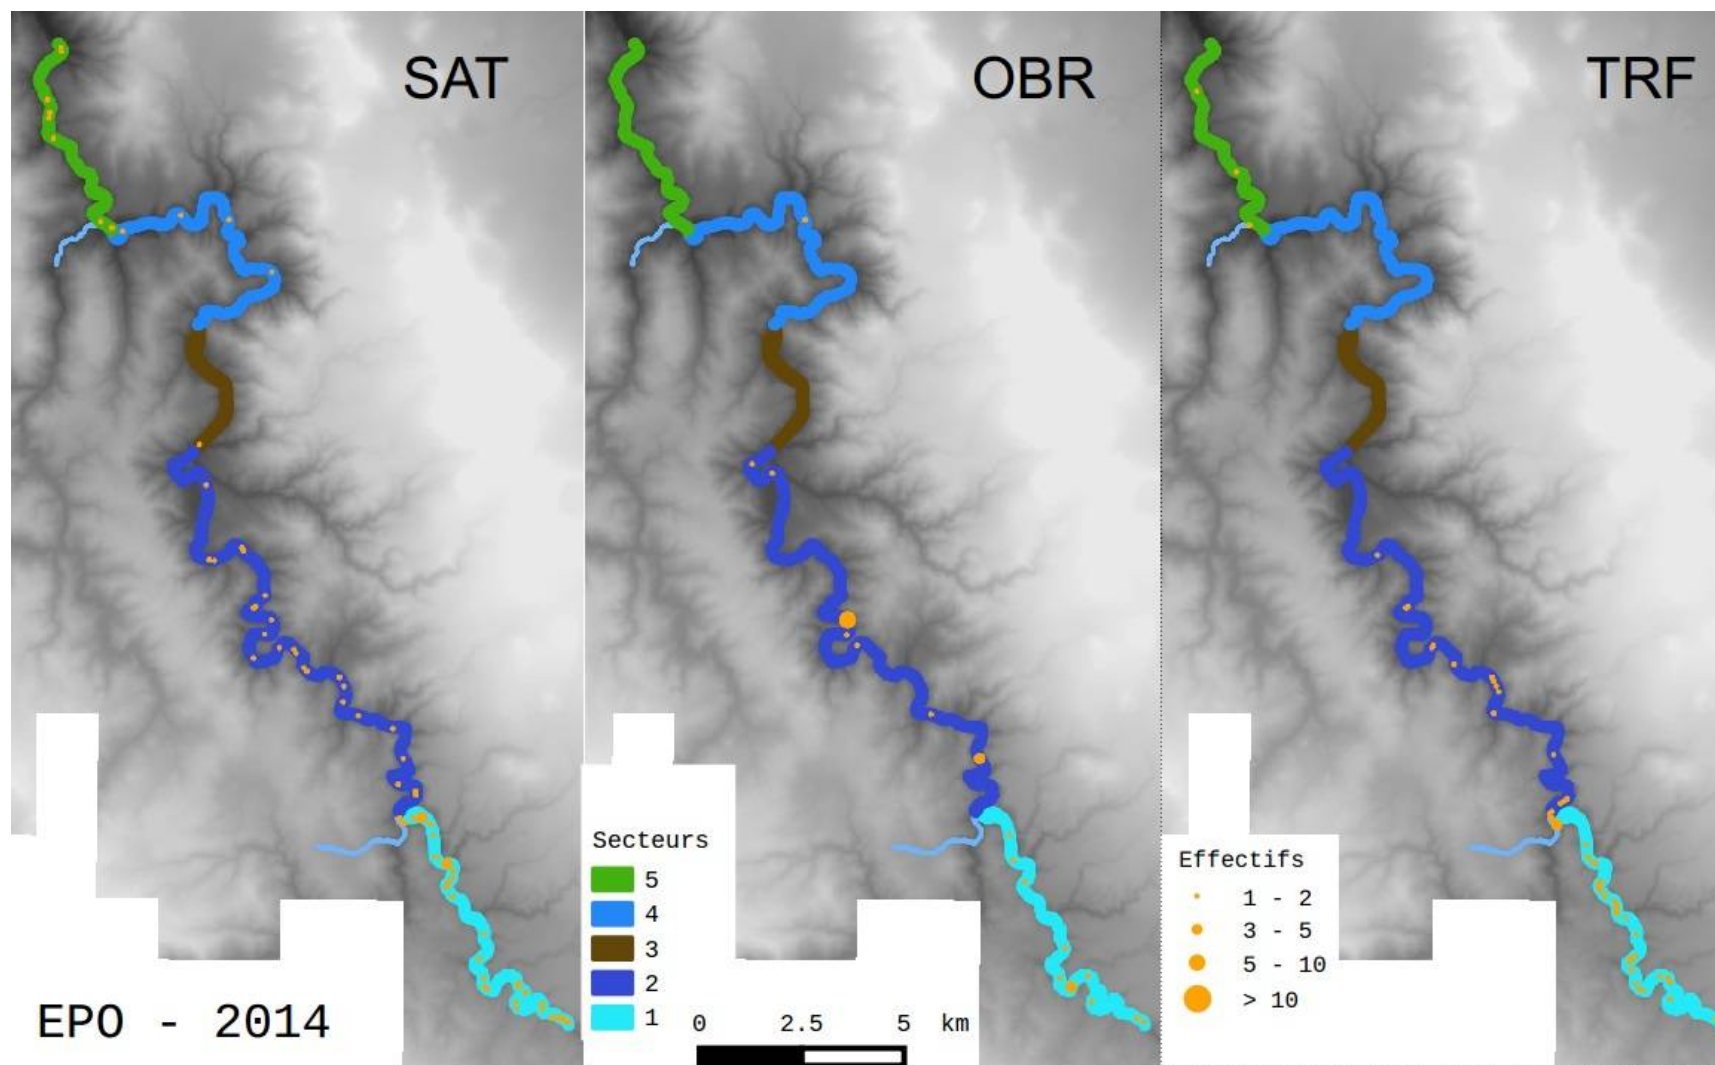 SAT
OBR
TRF
Secteurs
5
4
3
2
1
0 2.5 5 km
Effectifs
1 - 2
3 - 5
5 - 10
> 10
EPO - 2014